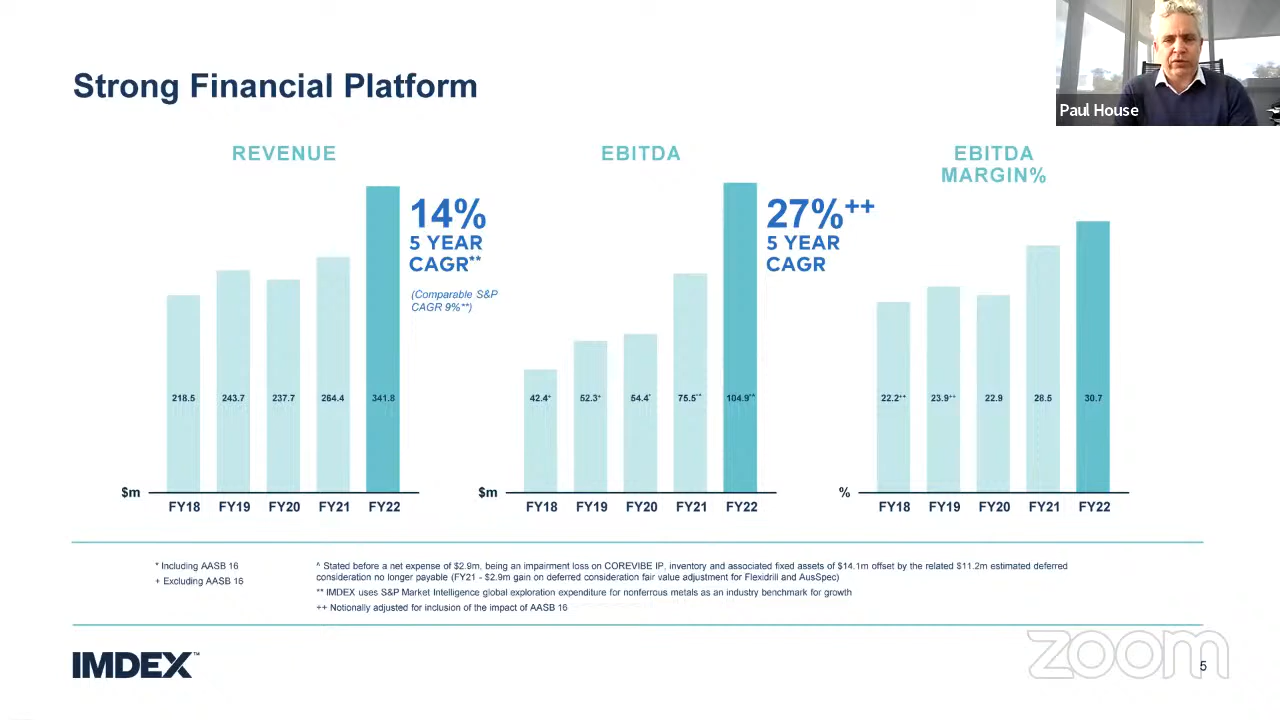 Strong Financial Platform
Paul House
REVENUE
14%
5 YEAR
CAGR**
(Comparable S&P
CAGR 9%**)
218.5 243.7 237.7 264.4 341.8
$m
FY18 FY19 FY20 FY21 FY22
EBITDA
27%++
5 YEAR
CAGR
42.4+ 52.3+ 54.4* 75.5*^ 104.9*^
$m
FY18 FY19 FY20 FY21 FY22
EBITDA
MARGIN%
22.2++ 23.9++ 22.9 28.5 30.7
%
FY18 FY19 FY20 FY21 FY22
* Including AASB 16
+ Excluding AASB 16
^ Stated before a net expense of $2.9m, being an impairment loss on COREVIBE IP, inventory and associated fixed assets of $14.1m offset by the related $11.2m estimated deferred
consideration no longer payable (FY21 - $2.9m gain on deferred consideration fair value adjustment for Flexidrill and AusSpec)
** IMDEX uses S&P Market Intelligence global exploration expenditure for nonferrous metals as an industry benchmark for growth
++ Notionally adjusted for inclusion of the impact of AASB 16
IMDEX™
zoom
5